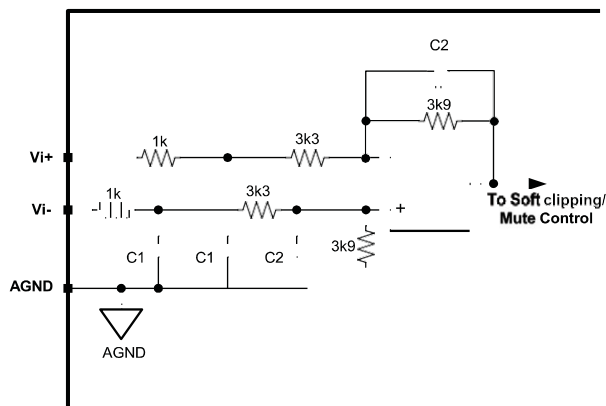 C2
3k9
1k
3k3
Vi+
1k
3k3
Vi-
+
To Soft clipping/
Mute Control
C1
C1
C2
3k9
AGND
AGND